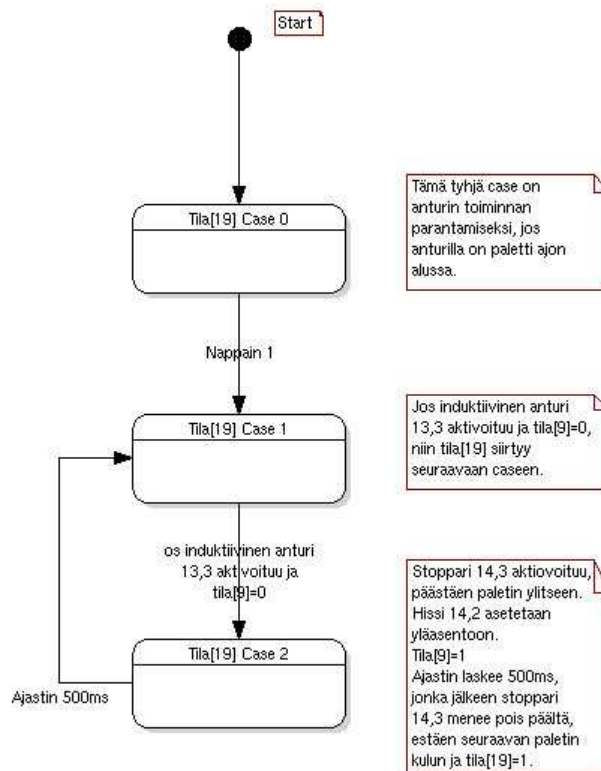 Start
Tila[19] Case 0
Tämä tyhjä case on
anturin toiminnan
parantamiseksi, jos
anturilla on paletti ajon
alussa.
Nappain 1
Tila[19] Case 1
Jos induktiivinen anturi
13,3 aktivoituu ja tila[9]=0,
niin tila[19] siirtyy
seuraavaan caseen.
os induktiivinen anturi
13,3 aktivoituu ja
tila[9]=0
Tila[19] Case 2
Ajastin 500ms
Stoppari 14,3 aktiovoituu,
päästäen paletin ylitseen.
Hissi 14,2 asetetaan
yläasentoon.
Tila[9]=1
Ajastin laskee 500ms,
jonka jälkeen stoppari
14,3 menee pois päältä,
estäen seuraavan paletin
kulun ja tila[19]=1.